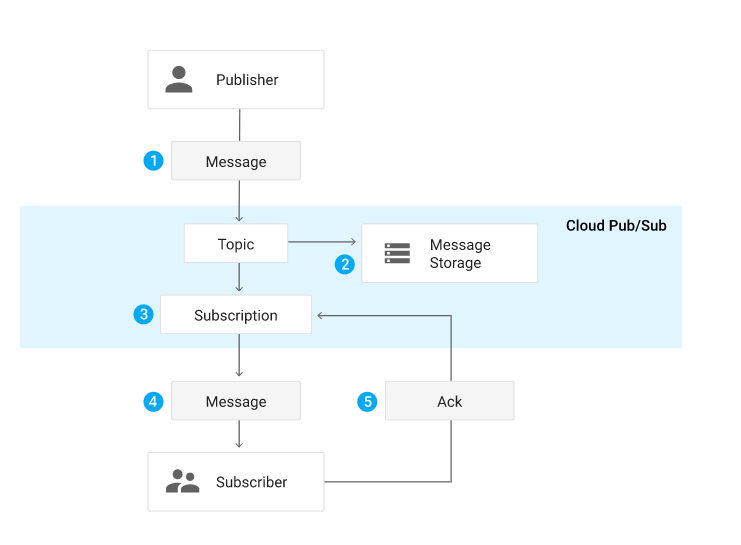 Publisher
1
Message
Cloud Pub/Sub
Topic
Message
Storage
2
3
Subscription
4
Message
5
Ack
Subscriber